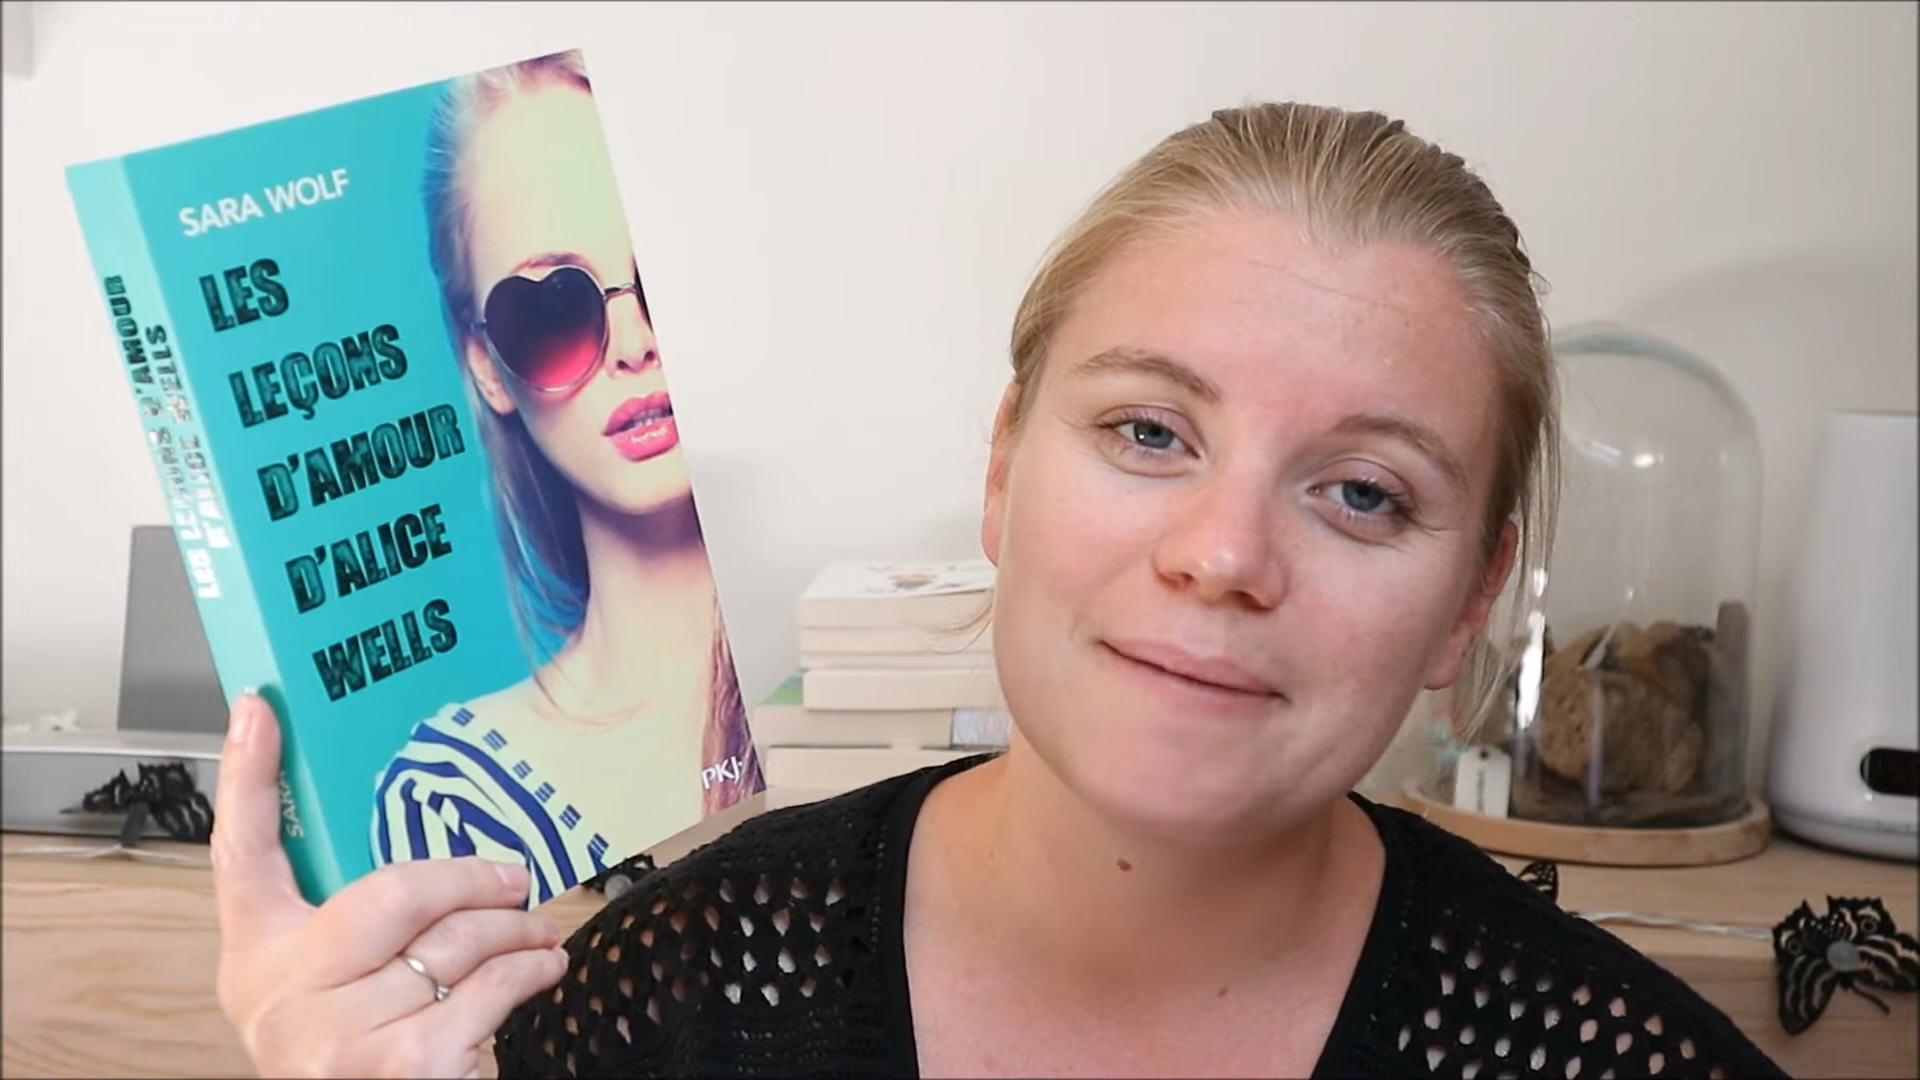 SARA WOLF
LES
LEÇONS
D'AMOUR
D'ALICE
WELLS
PKJ.
LES LEÇONS D'AMOUR
D'ALICE WELLS
SARA